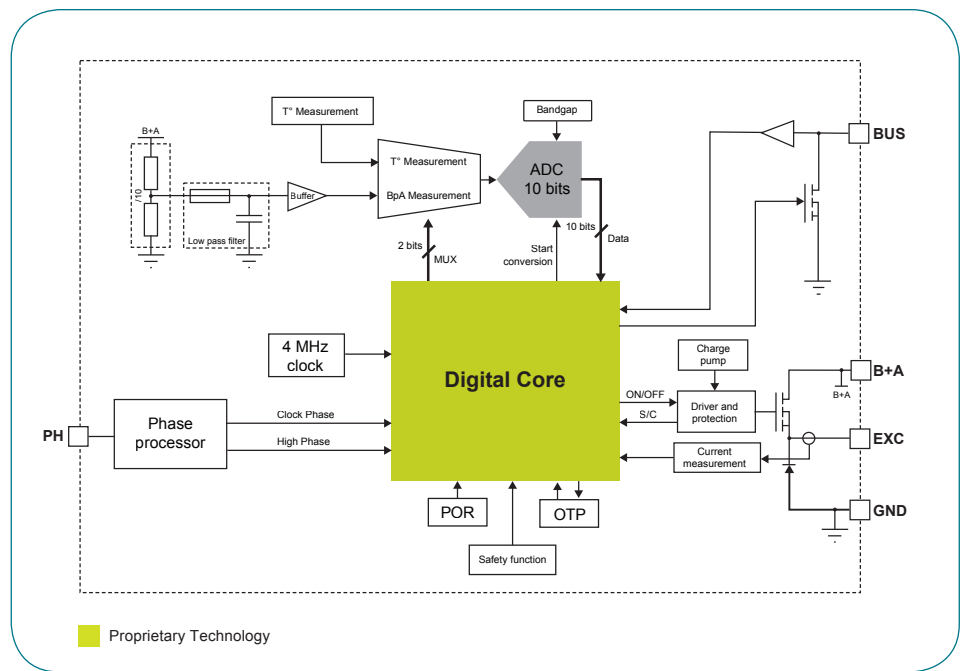 T° Measurement
Bandgap
B+A
/10
Low pass filter
Buffer
T° Measurement
BpA Measurement
ADC
10 bits
BUS
2 bits
MUX
Start
conversion
10 bits
Data
4 MHz
clock
Digital Core
Charge
pump
B+A
B+A
ON/OFF
S/C
Driver and
protection
PH
Phase
processor
Clock Phase
High Phase
Current
measurement
EXC
GND
POR
OTP
Safety function
Proprietary Technology